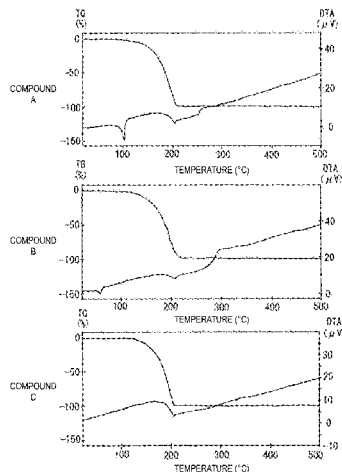 TG (%) DTA (μV)
0
-50
-100
-150
40
20
0
COMPOUND A
100 200 300 400 500
TEMPERATURE (°C)
TG (%) DTA (μV)
0
-50
-100
-150
40
20
0
COMPOUND B
100 200 300 400 500
TEMPERATURE (°C)
TG (%) DTA (μV)
0
-50
-100
-150
30
20
10
0
-10
COMPOUND C
100 200 300 400 500
TEMPERATURE (°C)